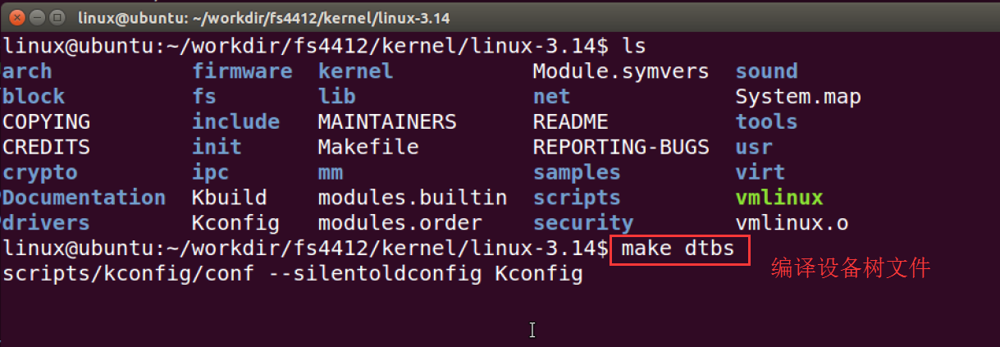 linux@ubuntu: ~/workdir/fs4412/kernel/linux-3.14
linux@ubuntu:~/workdir/fs4412/kernel/linux-3.14$ ls
arch firmware kernel Module.symvers sound
block fs lib net System.map
COPYING include MAINTAINERS README tools
CREDITS init Makefile REPORTING-BUGS usr
crypto ipc mm samples virt
Documentation Kbuild modules.builtin scripts vmlinux
drivers Kconfig modules.order security vmlinux.o
linux@ubuntu:~/workdir/fs4412/kernel/linux-3.14$ make dtbs
scripts/kconfig/conf --silentoldconfig Kconfig
编译设备树文件